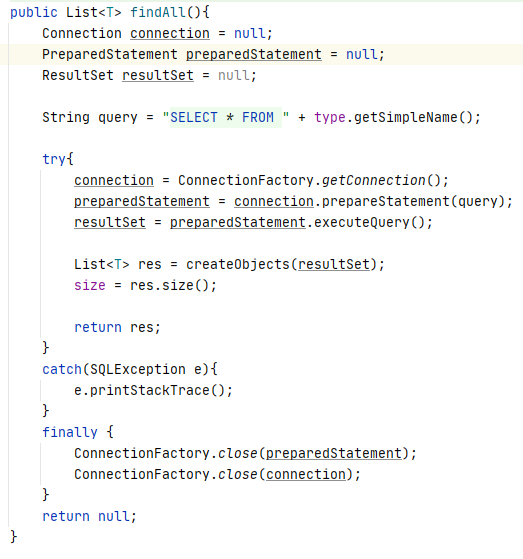 public List<T> findAll(){
    Connection connection = null;
    PreparedStatement preparedStatement = null;
    ResultSet resultSet = null;

    String query = "SELECT * FROM " + type.getSimpleName();

    try{
        connection = ConnectionFactory.getConnection();
        preparedStatement = connection.prepareStatement(query);
        resultSet = preparedStatement.executeQuery();

        List<T> res = createObjects(resultSet);
        size = res.size();

        return res;
    }
    catch(SQLException e){
        e.printStackTrace();
    }
    finally {
        ConnectionFactory.close(preparedStatement);
        ConnectionFactory.close(connection);
    }
    return null;
}